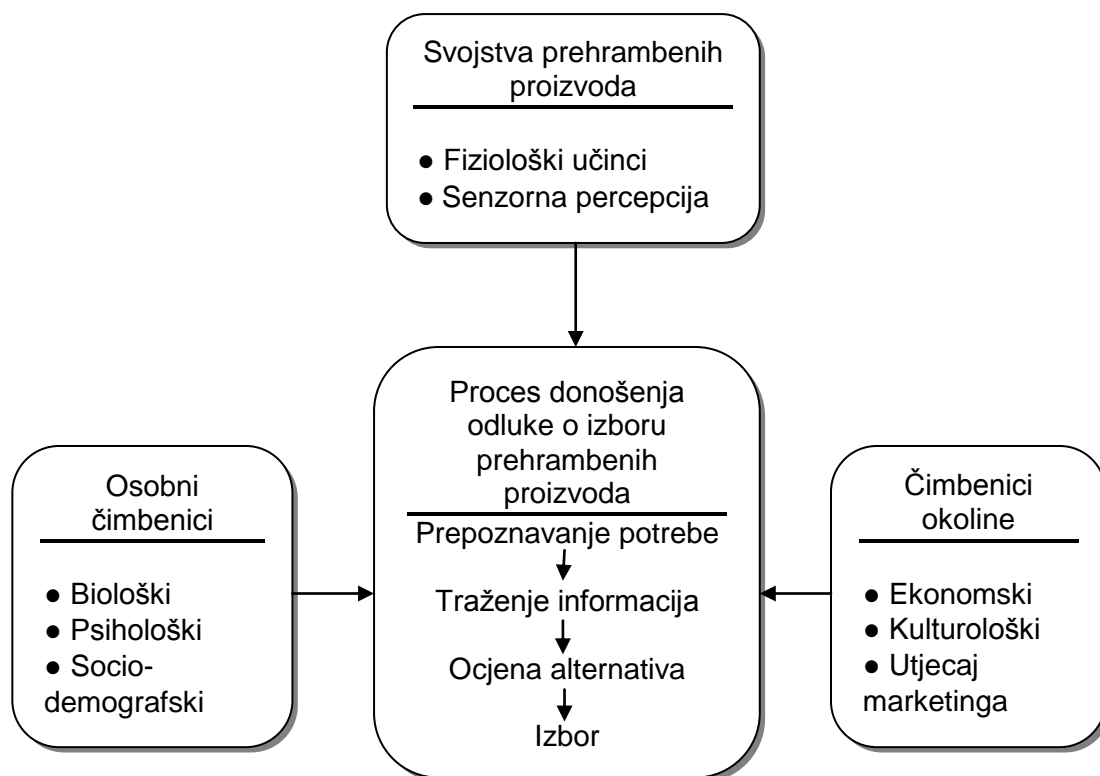 Svojstva prehrambenih
proizvoda
● Fiziološki učinci
● Senzorna percepcija
Osobni
čimbenici
● Biološki
● Psihološki
● Socio-
demografski
Proces donošenja
odluke o izboru
prehrambenih
proizvoda
Prepoznavanje potrebe
Traženje informacija
Ocjena alternativa
Izbor
Čimbenici
okoline
● Ekonomski
● Kulturološki
● Utjecaj
marketinga